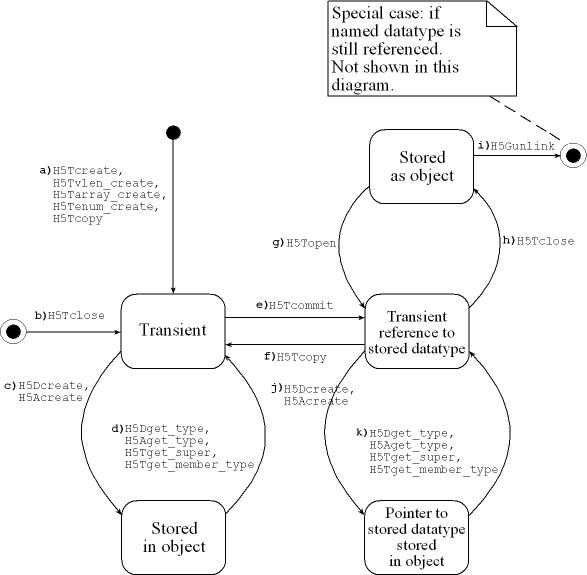 Special case: if
named datatype is
still referenced.
Not shown in this
diagram.
i)H5Gunlink
Stored
as object
a)H5Tcreate,
H5Tvlen_create,
H5Tarray_create,
H5Tenum_create,
H5Tcopy
g)H5Topen
h)H5Tclose
b)H5Tclose
Transient
e)H5Tcommit
f)H5Tcopy
Transient
reference to
stored datatype
c)H5Dcreate,
H5Acreate
j)H5Dcreate,
H5Acreate
d)H5Dget_type,
H5Aget_type,
H5Tget_super,
H5Tget_member_type
k)H5Dget_type,
H5Aget_type,
H5Tget_super,
H5Tget_member_type
Stored
in object
Pointer to
stored datatype
stored
in object